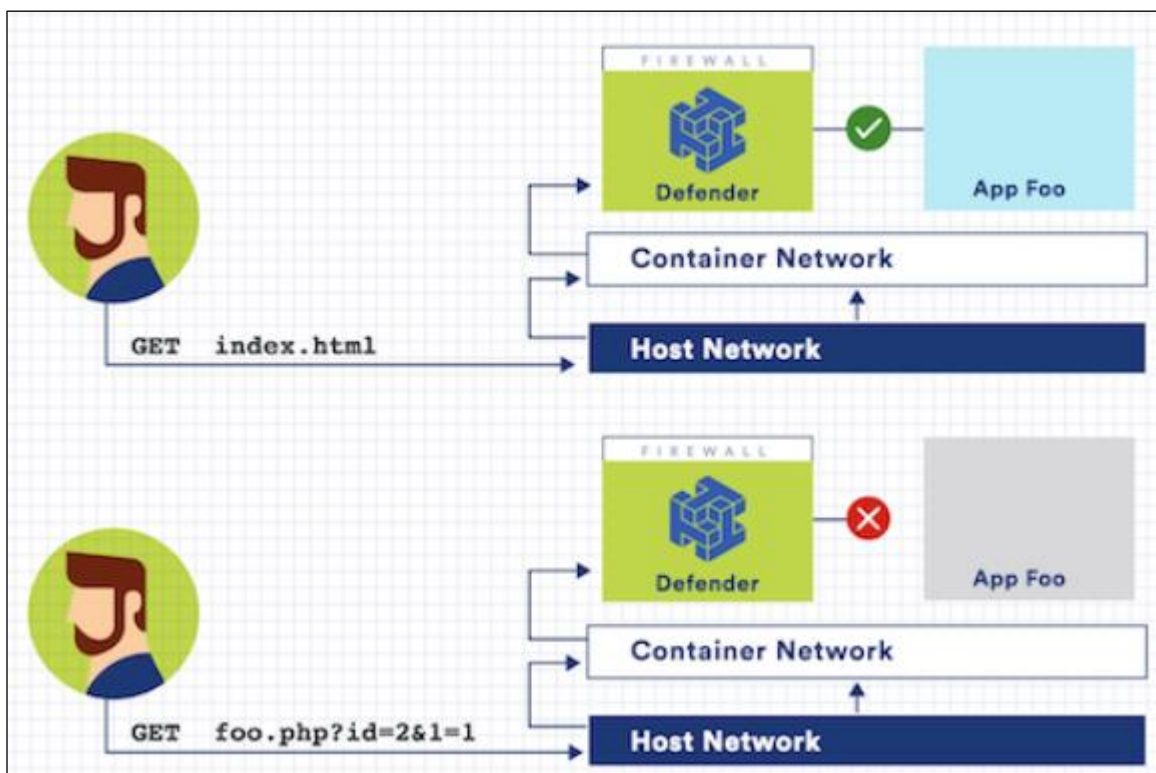 FIREWALL
Defender
App Foo
Container Network
GET index.html
Host Network
FIREWALL
Defender
App Foo
Container Network
GET foo.php?id=2&1=1
Host Network